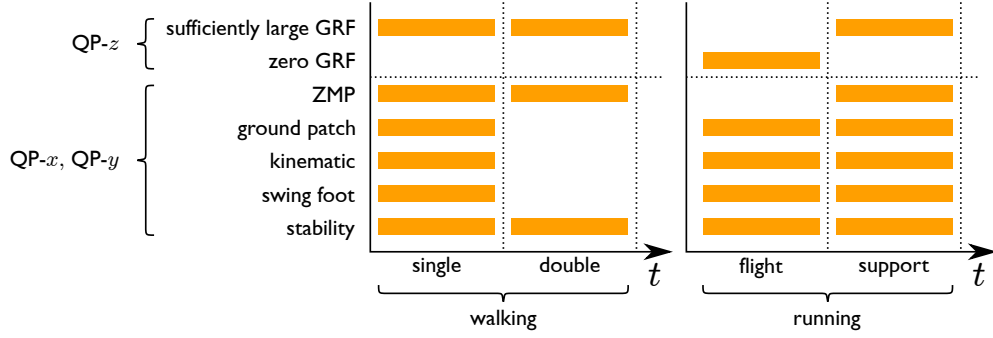 QP-z
sufficiently large GRF
zero GRF
QP-x, QP-y
ZMP
ground patch
kinematic
swing foot
stability
single
double
t
flight
support
t
walking
running